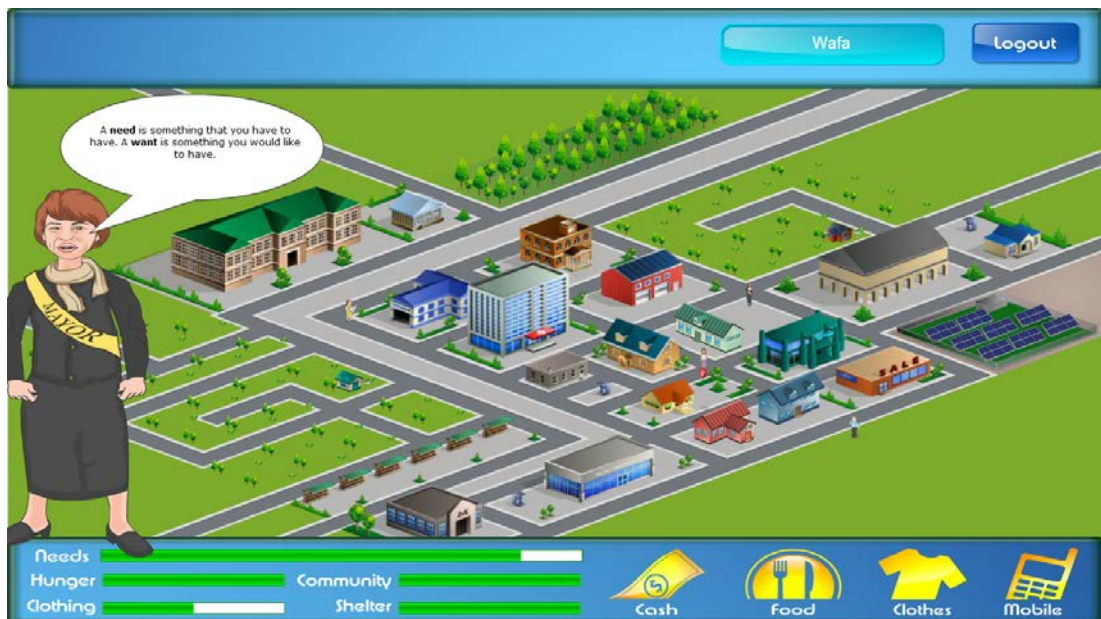 Wafa
Logout
A need is something that you have to
have. A want is something you would like
to have.
MAYOR
SALE
Needs
Hunger
Community
Clothing
Shelter
Cash
Food
Clothes
Mobile